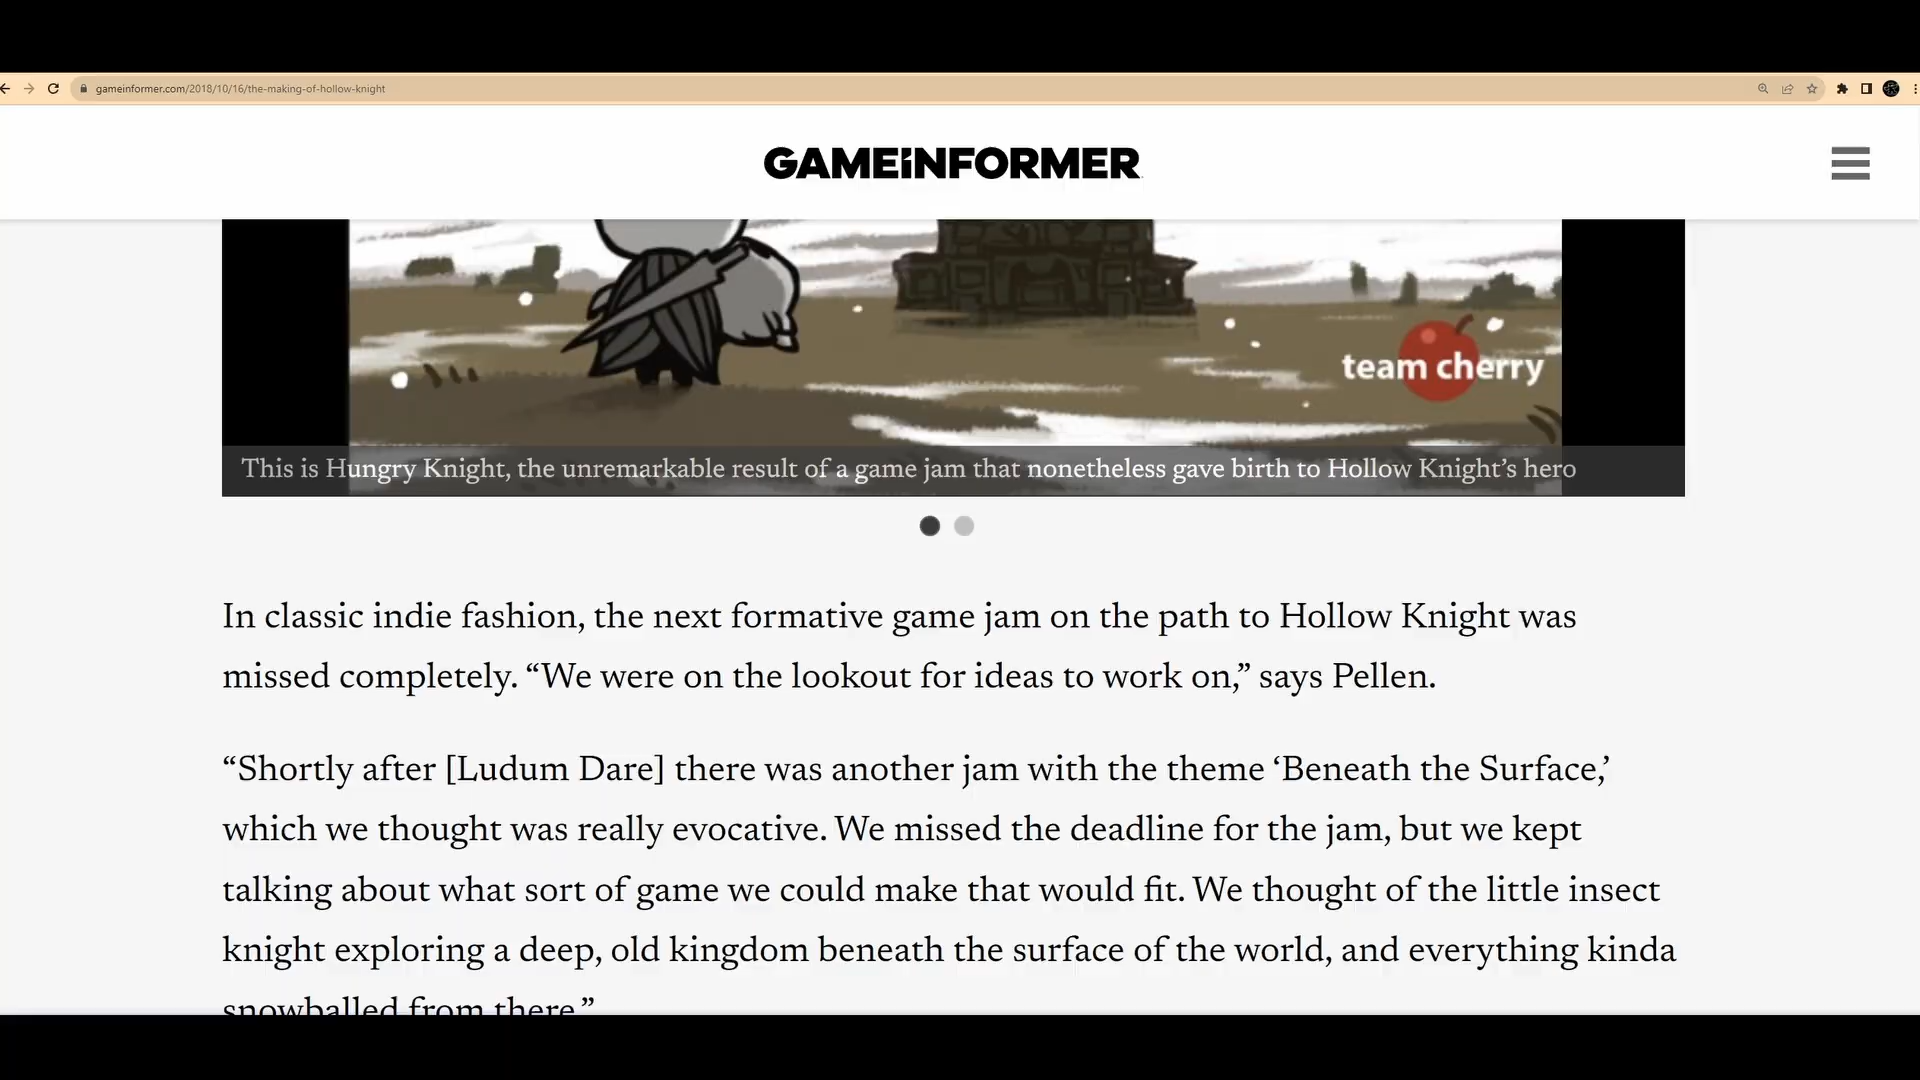 gameinformer.com/2018/10/16/the-making-of-hollow-knight
GAMEiNFORMER
team cherry
This is Hungry Knight, the unremarkable result of a game jam that nonetheless gave birth to Hollow Knight’s hero
In classic indie fashion, the next formative game jam on the path to Hollow Knight was
missed completely. “We were on the lookout for ideas to work on,” says Pellen.
“Shortly after [Ludum Dare] there was another jam with the theme ‘Beneath the Surface,’
which we thought was really evocative. We missed the deadline for the jam, but we kept
talking about what sort of game we could make that would fit. We thought of the little insect
knight exploring a deep, old kingdom beneath the surface of the world, and everything kinda
snowballed from there.”